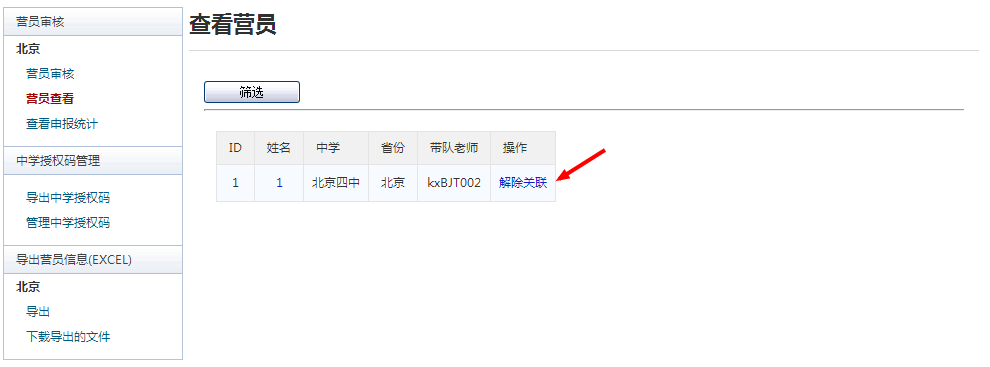 营员审核
北京
营员审核
营员查看
查看申报统计
中学授权码管理
导出中学授权码
管理中学授权码
导出营员信息(EXCEL)
北京
导出
下载导出的文件
查看营员
筛选
ID 姓名 中学 省份 带队老师 操作
1 1 北京四中 北京 kxBJT002 解除关联